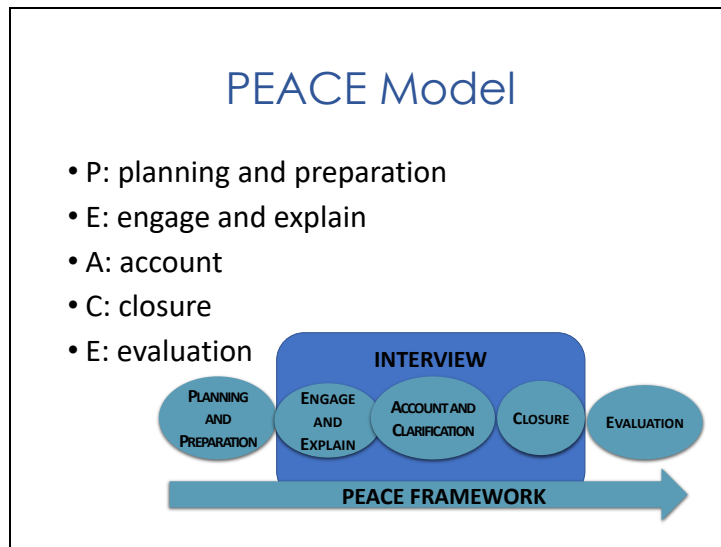 PEACE Model
• P: planning and preparation
• E: engage and explain
• A: account
• C: closure
• E: evaluation
INTERVIEW
PLANNING
AND
PREPARATION
ENGAGE
AND
EXPLAIN
ACCOUNT AND
CLARIFICATION
CLOSURE
EVALUATION
PEACE FRAMEWORK